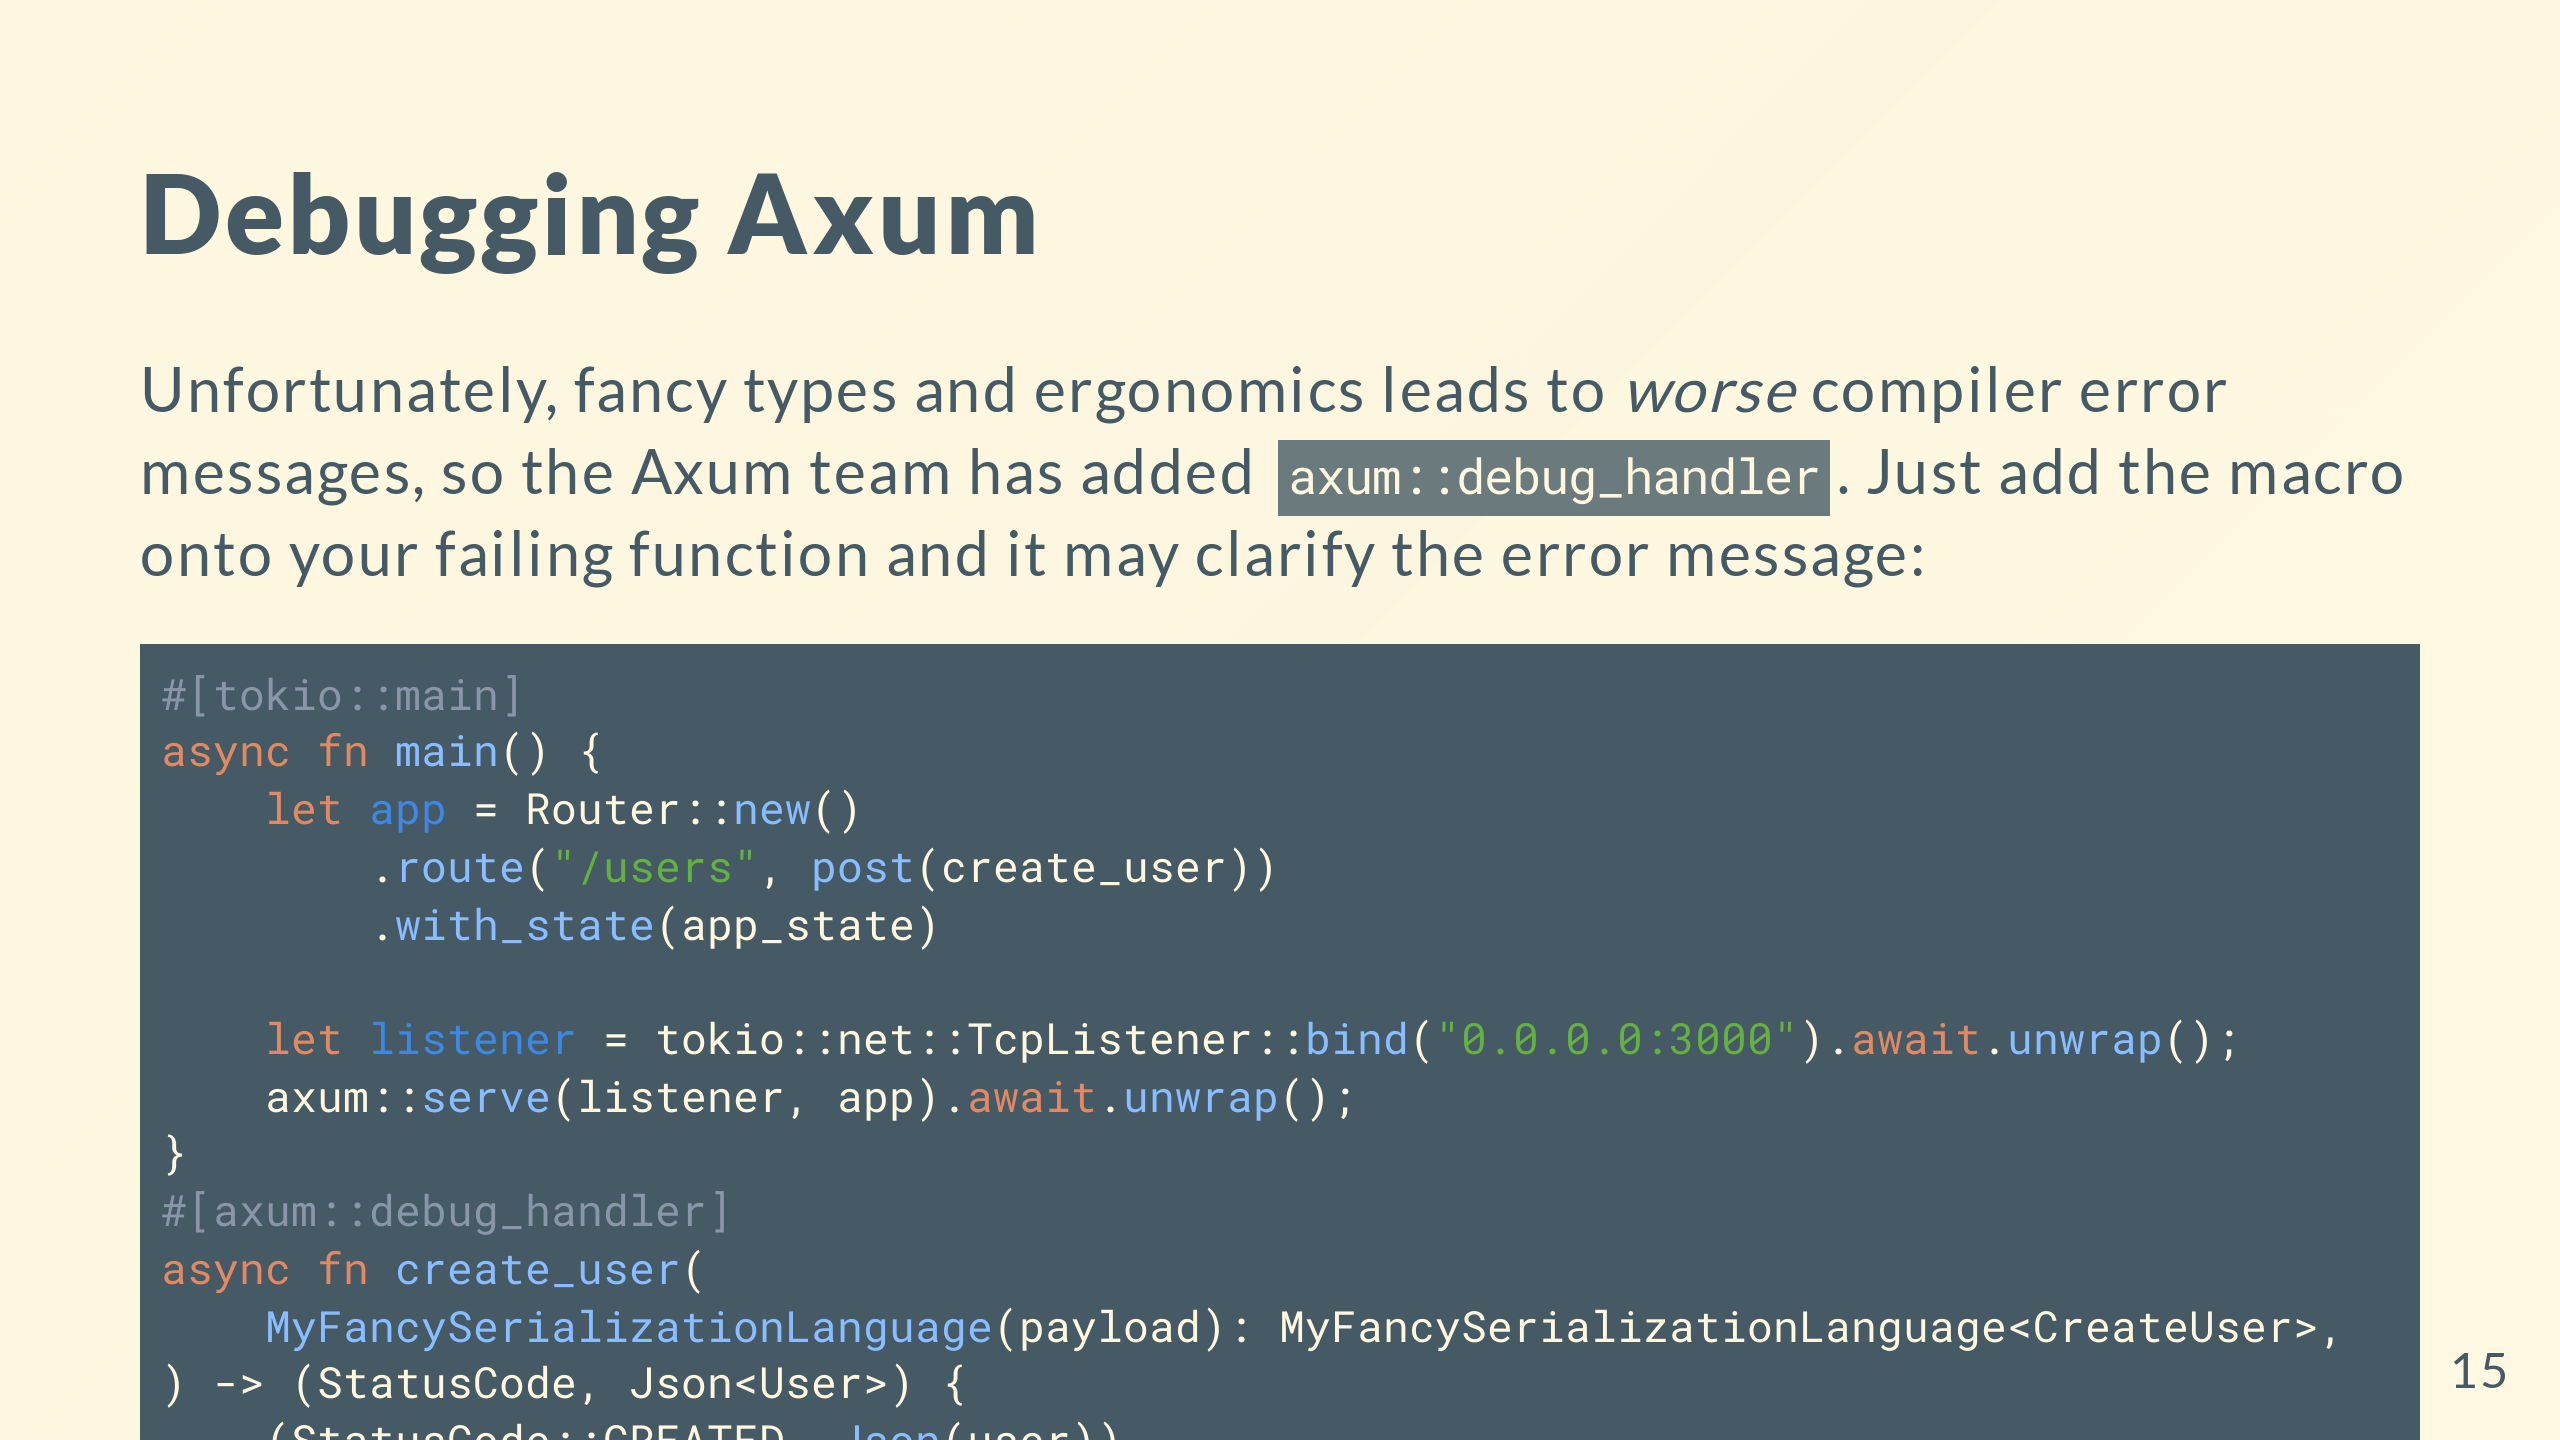 Debugging Axum
Unfortunately, fancy types and ergonomics leads to worse compiler error
messages, so the Axum team has added axum::debug_handler. Just add the macro
onto your failing function and it may clarify the error message:
#[tokio::main]
async fn main() {
    let app = Router::new()
        .route("/users", post(create_user))
        .with_state(app_state)

    let listener = tokio::net::TcpListener::bind("0.0.0.0:3000").await.unwrap();
    axum::serve(listener, app).await.unwrap();
}
#[axum::debug_handler]
async fn create_user(
    MyFancySerializationLanguage(payload): MyFancySerializationLanguage<CreateUser>,
) -> (StatusCode, Json<User>) {
    (StatusCode::CREATED, Json(user))
15